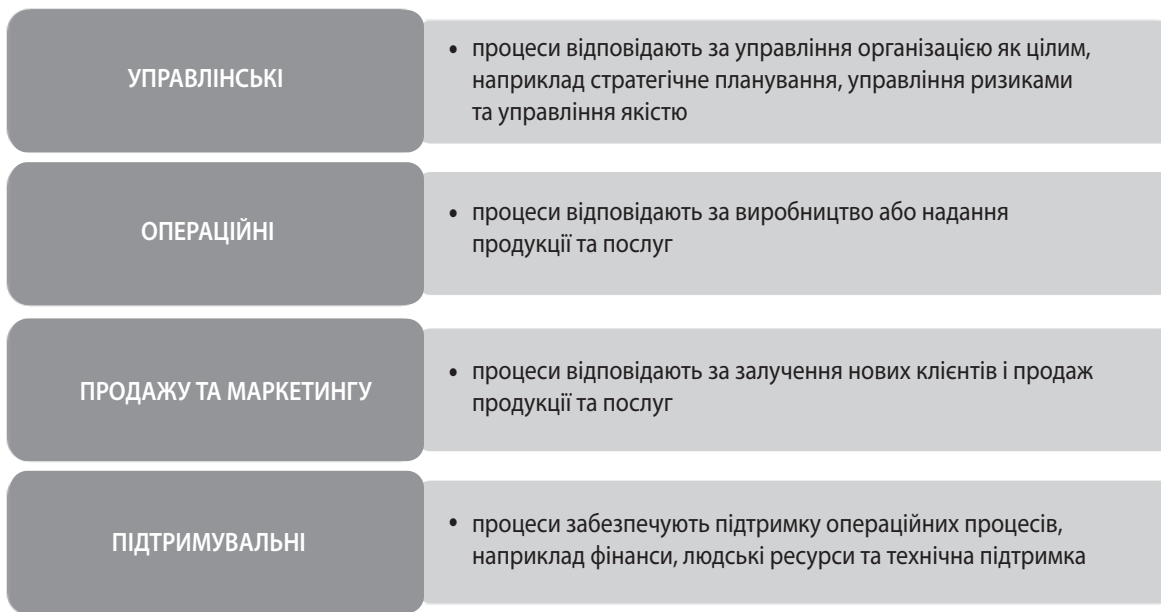 УПРАВЛІНСЬКІ
• процеси відповідають за управління організацією як цілим,
наприклад стратегічне планування, управління ризиками
та управління якістю
ОПЕРАЦІЙНІ
• процеси відповідають за виробництво або надання
продукції та послуг
ПРОДАЖУ ТА МАРКЕТИНГУ
• процеси відповідають за залучення нових клієнтів і продаж
продукції та послуг
ПІДТРИМУВАЛЬНІ
• процеси забезпечують підтримку операційних процесів,
наприклад фінанси, людські ресурси та технічна підтримка